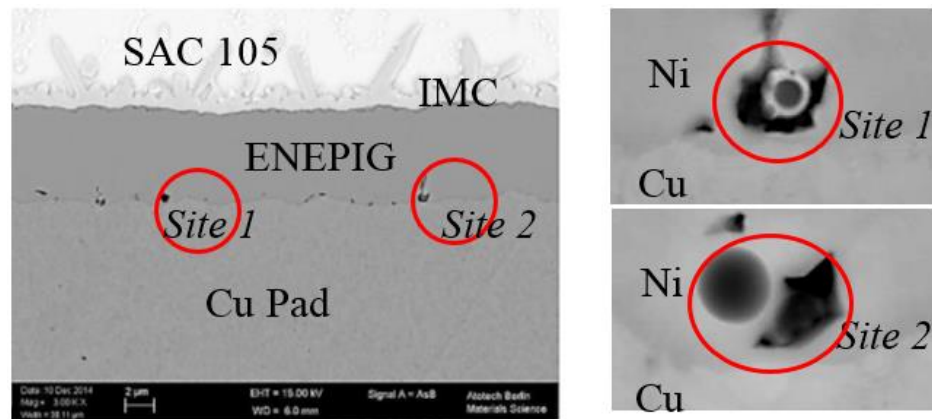 SAC 105
IMC
ENEPIG
Site 1
Site 2
Cu Pad
Date: 10 Dec 2014
Mag = 3.00 K X
2 µm
EHT = 15.00 kV
WD = 6.0 mm
Signal A = AsB
Atotech Berlin
Materials Science
Ni
Site 1
Cu
Ni
Site 2
Cu